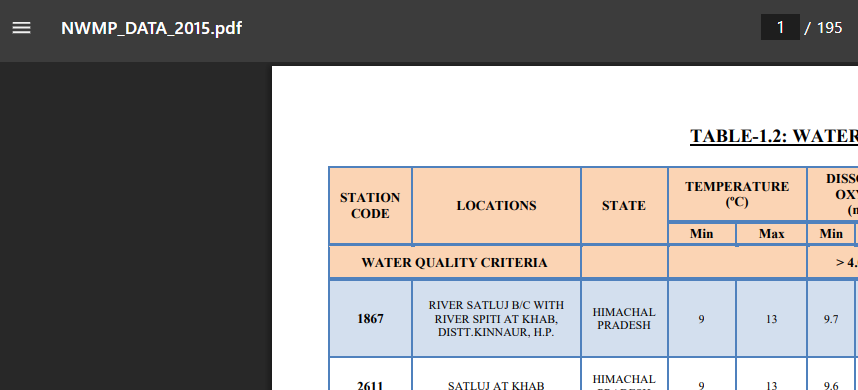 NWMP_DATA_2015.pdf
1 / 195
TABLE-1.2: WATER
STATION
CODE
LOCATIONS
STATE
TEMPERATURE
(ºC)
Min
Max
Min
WATER QUALITY CRITERIA
> 4.
1867
RIVER SATLUJ B/C WITH
RIVER SPITI AT KHAB,
DISTT.KINNAUR, H.P.
HIMACHAL
PRADESH
9
13
9.7
2611
SATLUJ AT KHAB
HIMACHAL
9
13
9.6